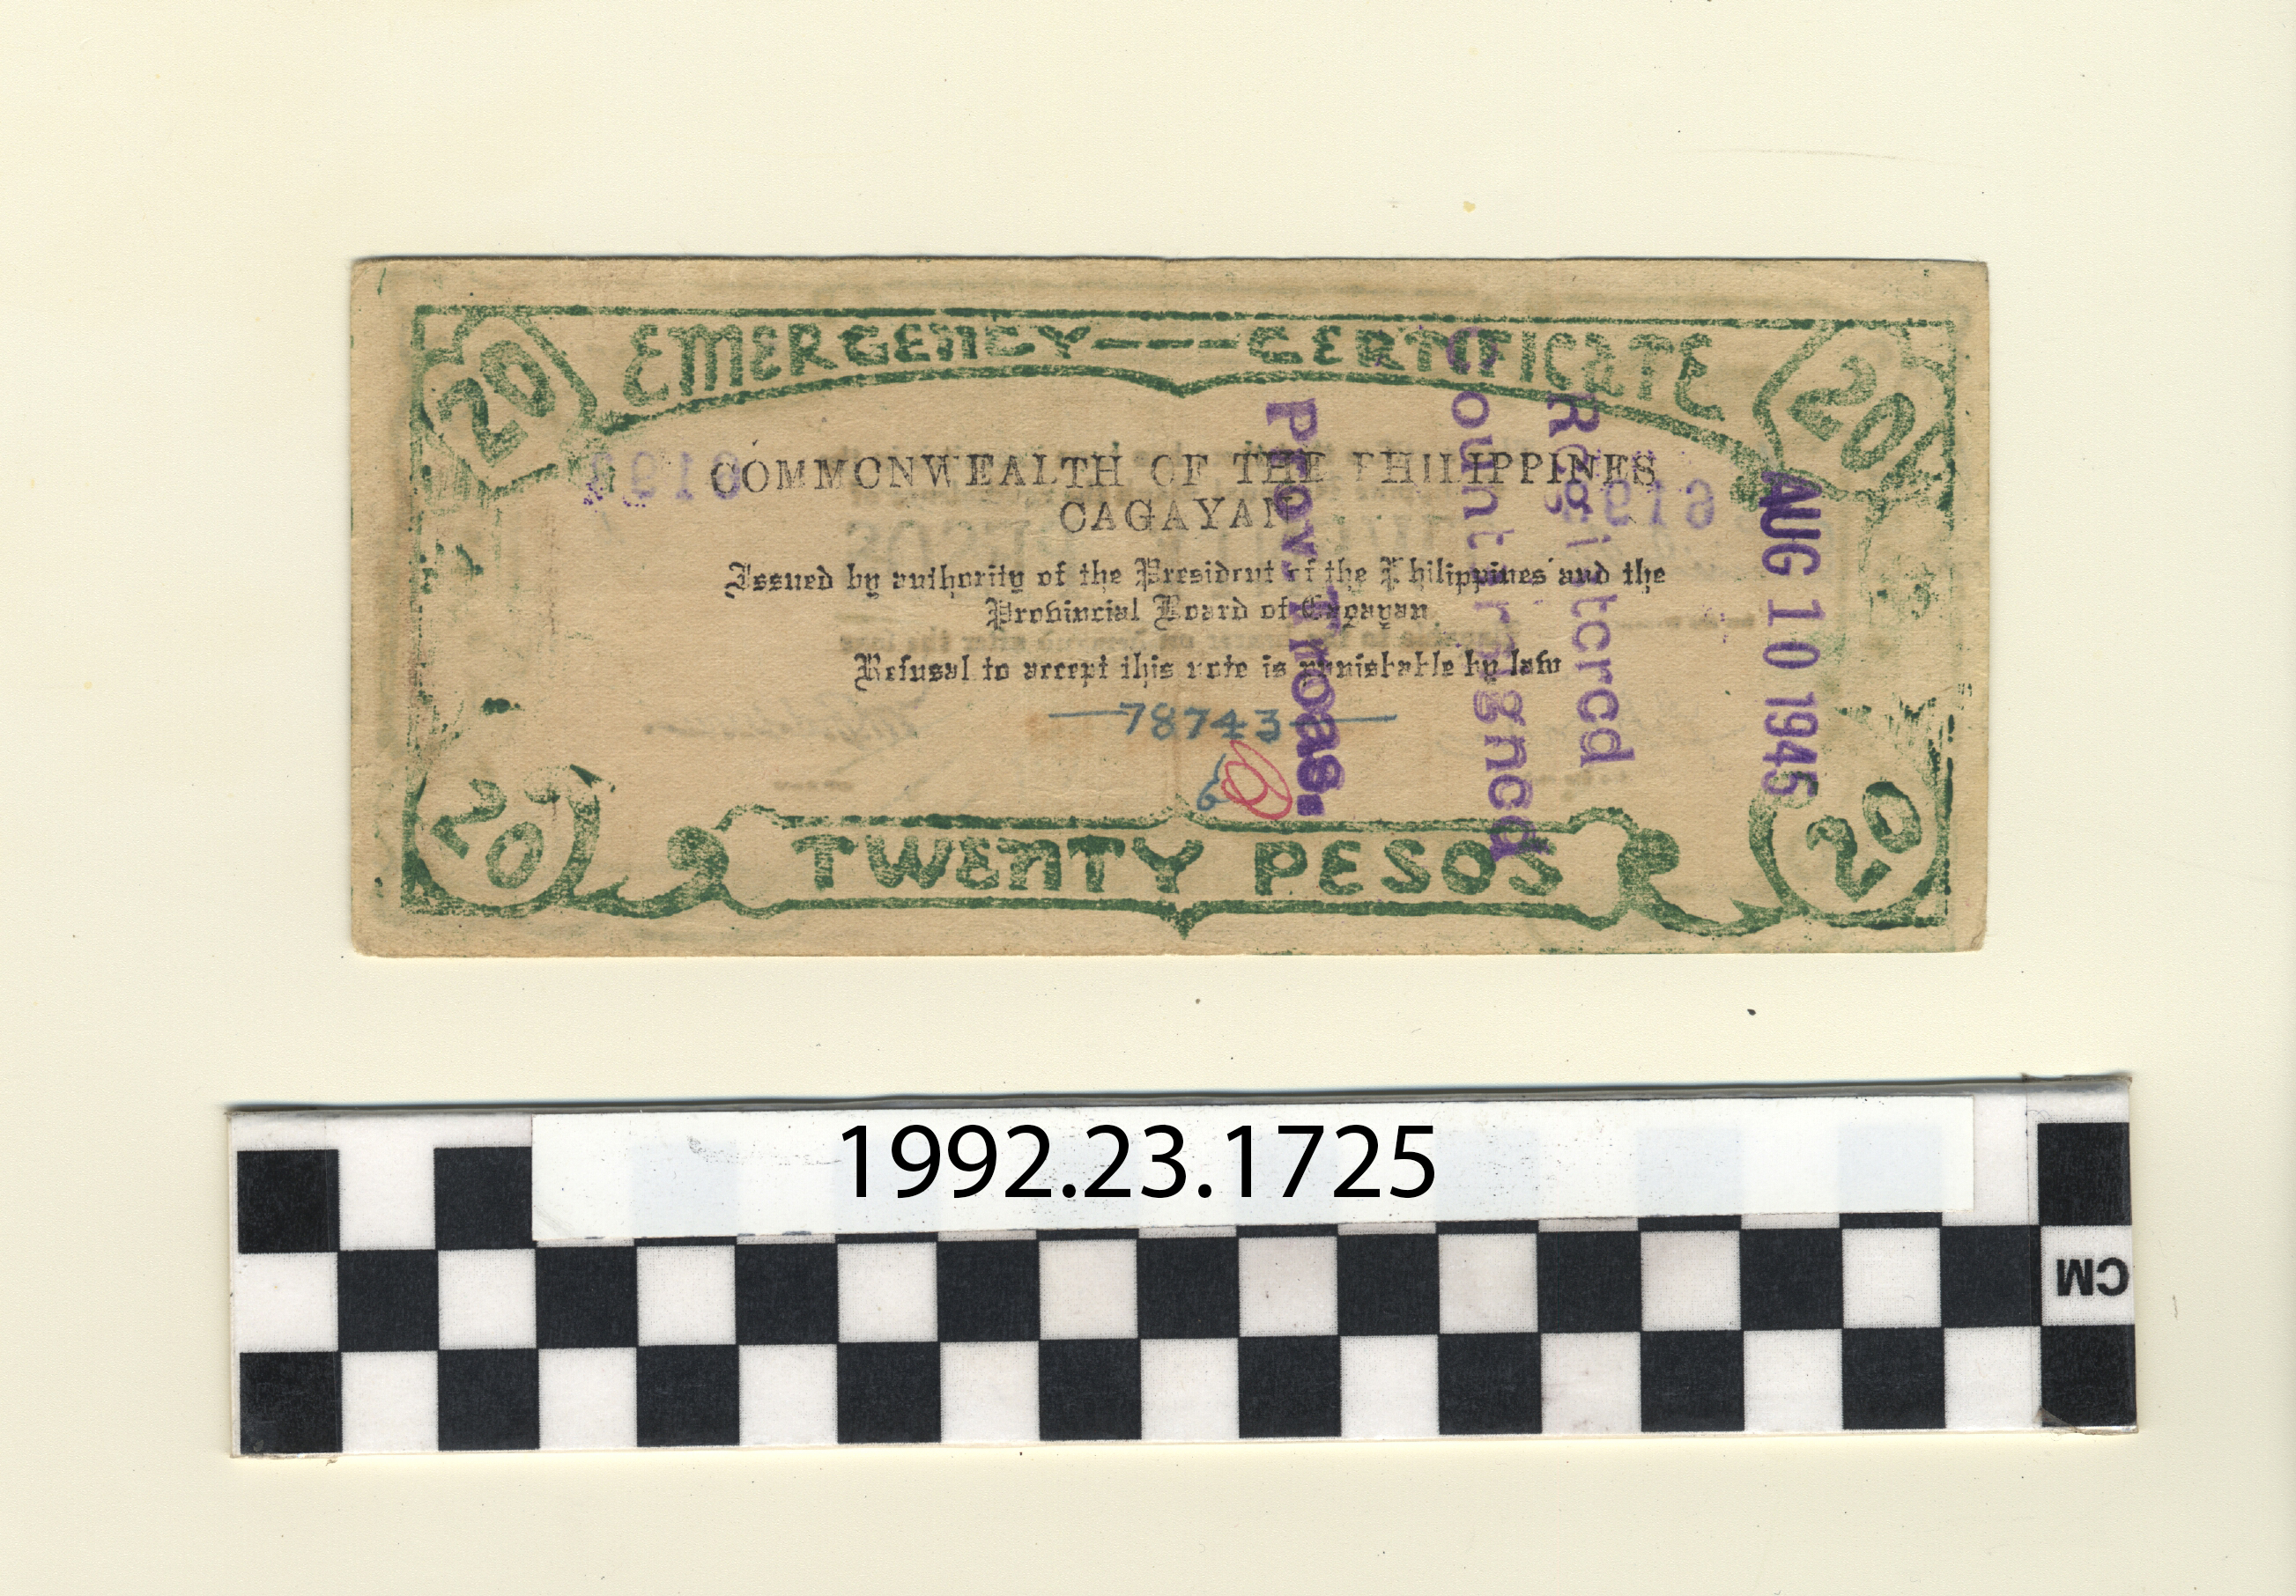 EMERGENCY---CERTIFICATE
20
20
COMMONWEALTH OF THE PHILIPPINES
CAGAYAN
Issued by authority of the President of the Philippines and the
Provincial Board of Cagayan
Refusal to accept this note is punishable by law
—78743—
20
TWENTY PESOS
20
AUG 10 1945
Registered
Countersigned
Prov. Treas.
1992.23.1725
CM